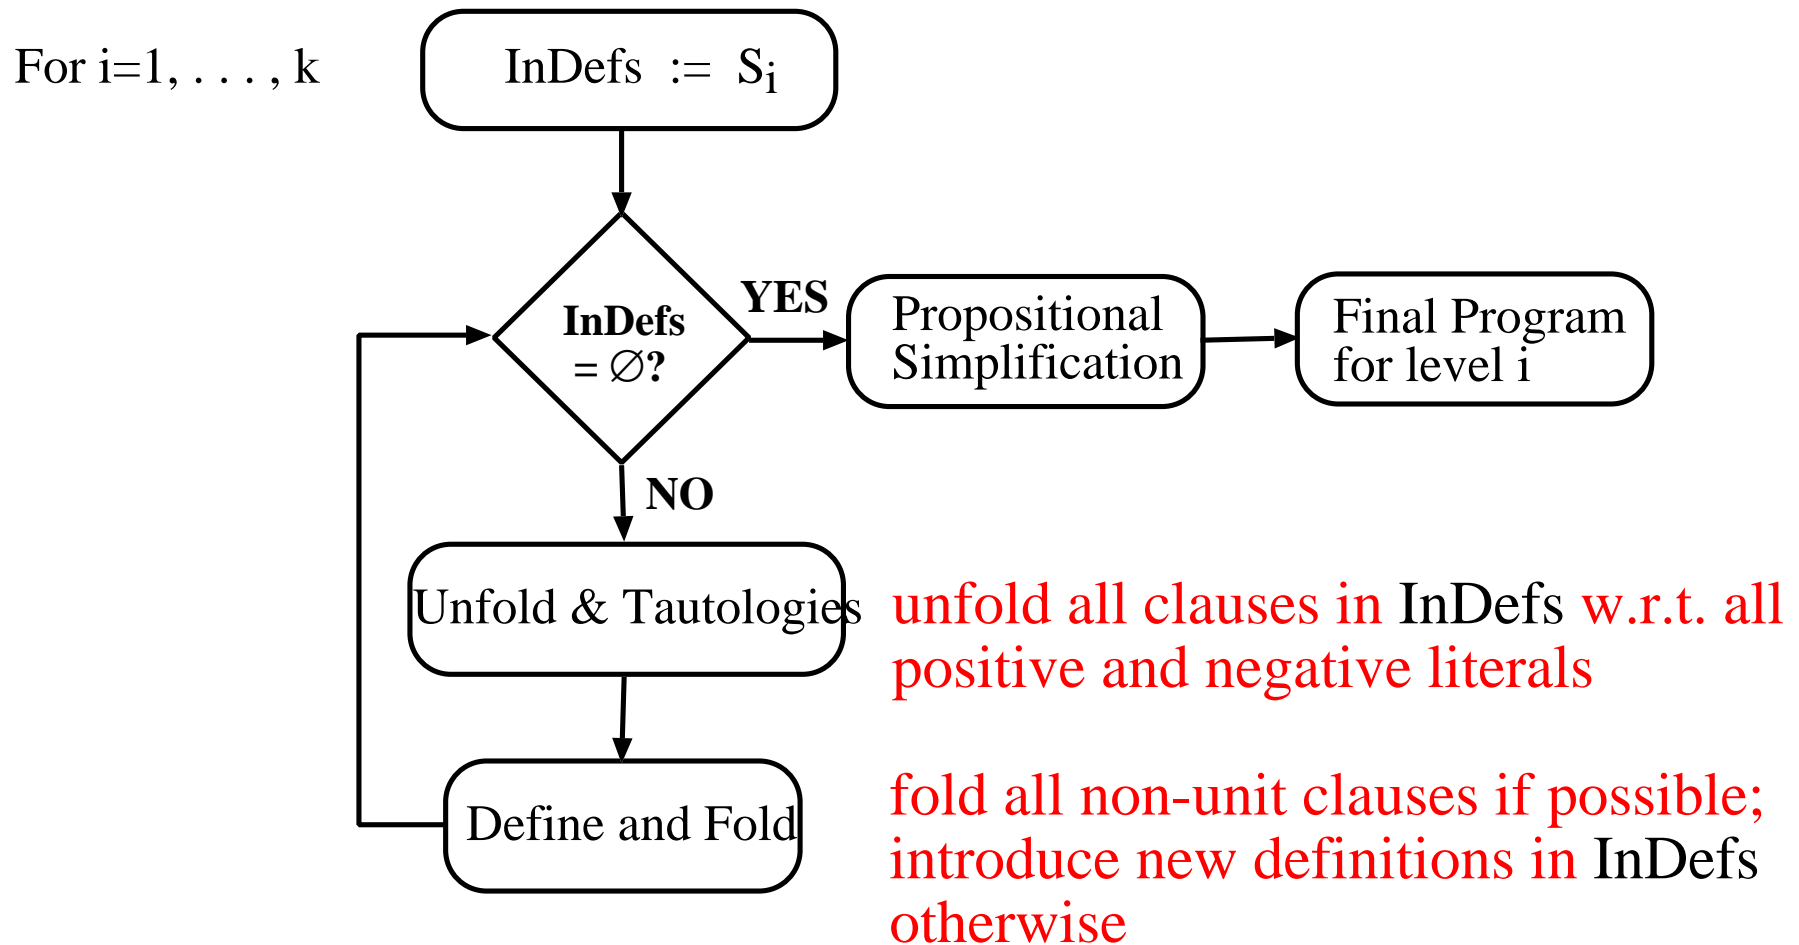 For i=1, . . . , k
InDefs := Si
InDefs
= ∅?
YES
Propositional
Simplification
Final Program
for level i
NO
Unfold & Tautologies
unfold all clauses in InDefs w.r.t. all
positive and negative literals
Define and Fold
fold all non-unit clauses if possible;
introduce new definitions in InDefs
otherwise